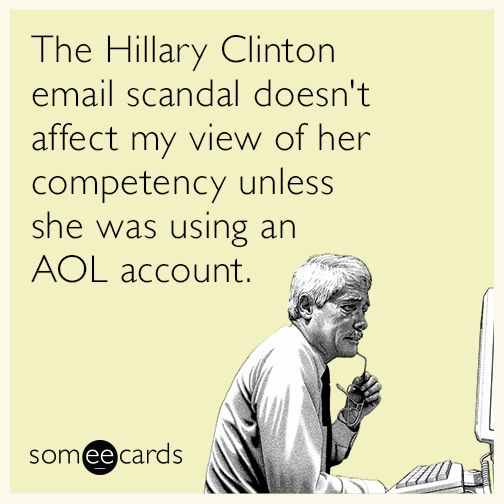 The Hillary Clinton
email scandal doesn't
affect my view of her
competency unless
she was using an
AOL account.
someecards